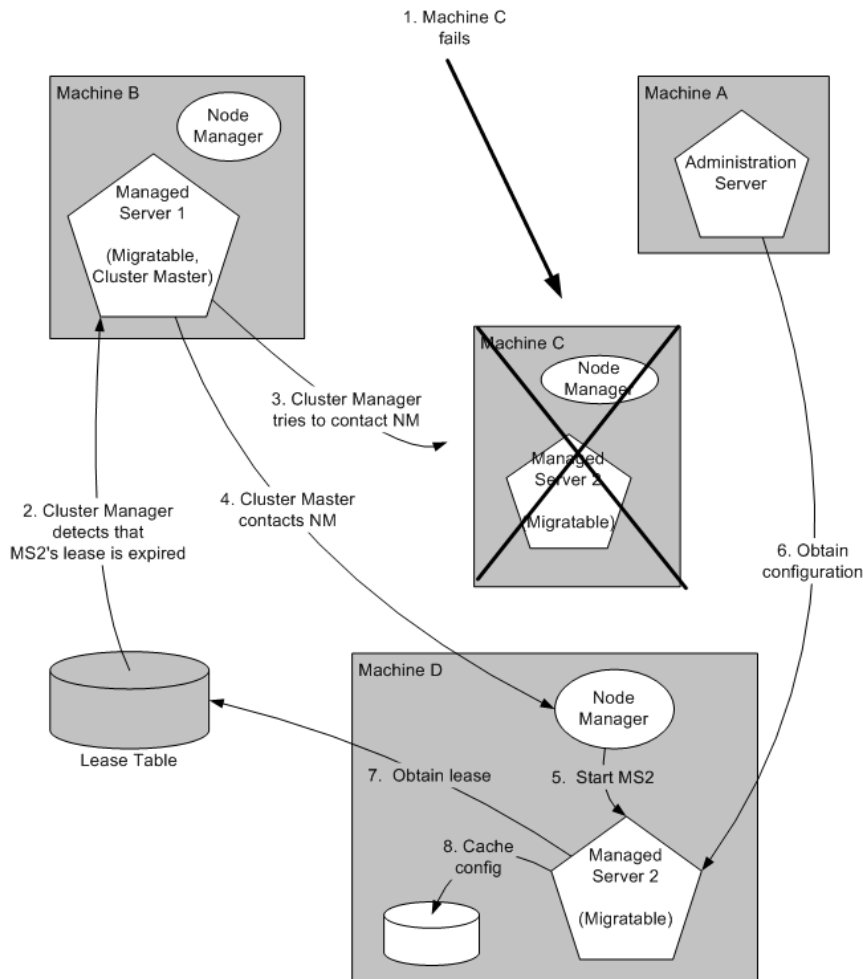 1. Machine C
fails
Machine B
Node
Manager
Managed
Server 1
(Migratable,
Cluster Master)
Machine A
Administration
Server
Machine C
Node
Manager
Managed
Server 2
(Migratable)
3. Cluster Manager
tries to contact NM
4. Cluster Master
contacts NM
2. Cluster Manager
detects that
MS2's lease is expired
6. Obtain
configuration
Lease Table
Machine D
Node
Manager
7.  Obtain lease
5.  Start MS2
8. Cache
config
Managed
Server 2
(Migratable)